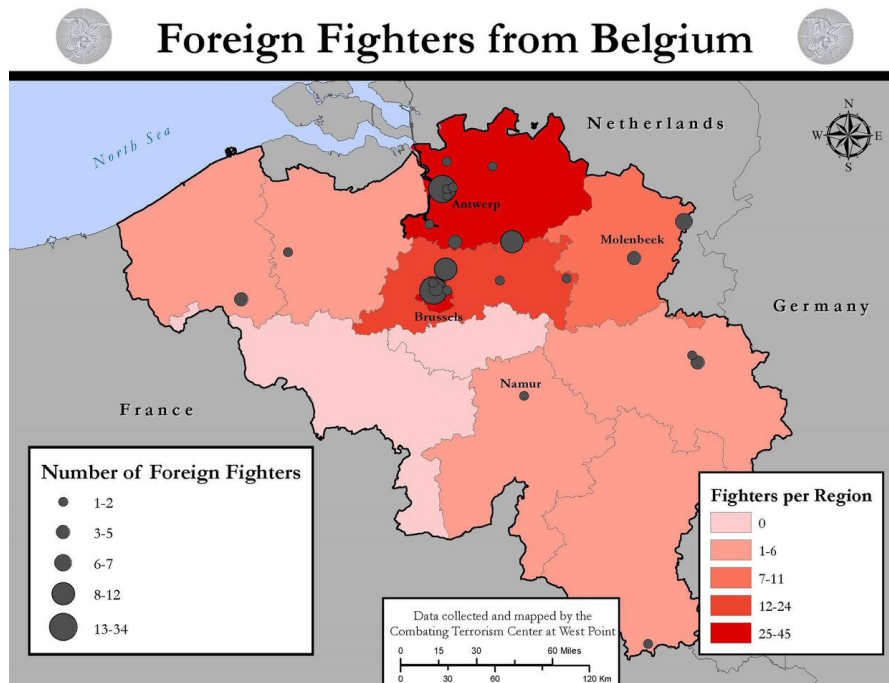 Foreign Fighters from Belgium
North Sea
Netherlands
N
W E
S
Antwerp
Molenbeek
Germany
Brussels
Namur
France
Number of Foreign Fighters
1-2
3-5
6-7
8-12
13-34
Fighters per Region
0
1-6
7-11
12-24
25-45
Data collected and mapped by the
Combating Terrorism Center at West Point
0 15 30 60 Miles
0 30 60 120 Km